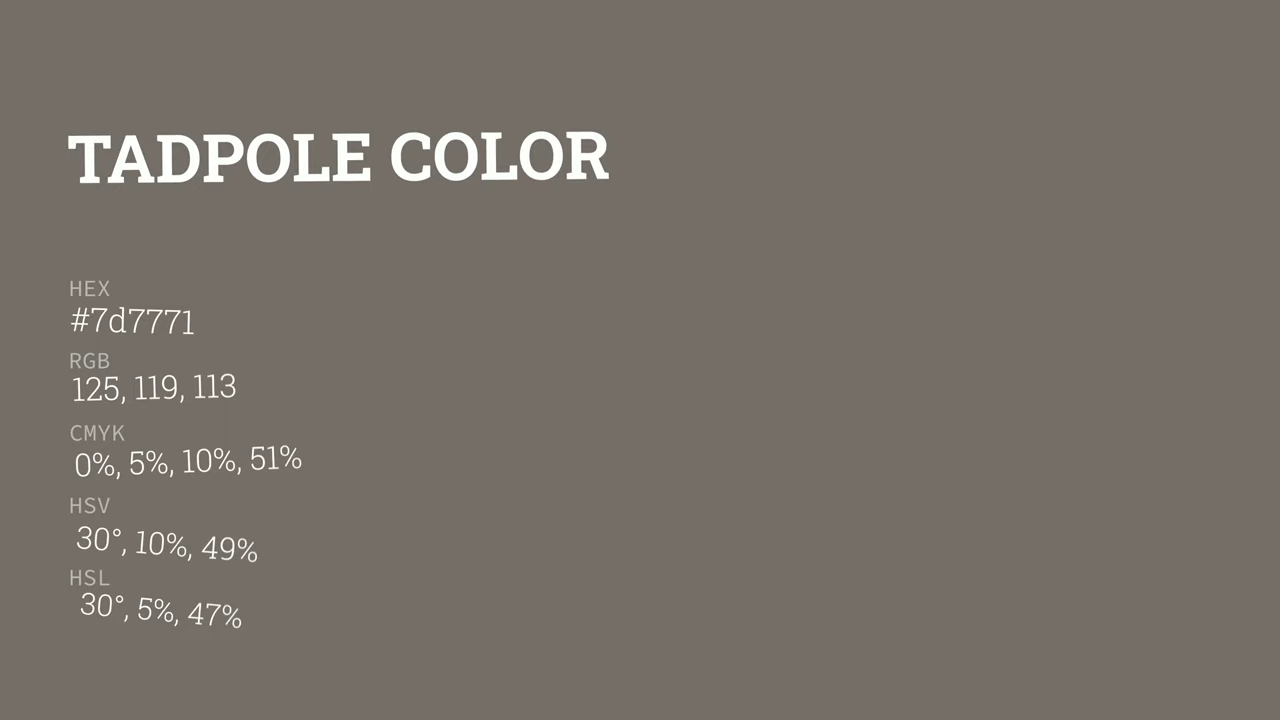 TADPOLE COLOR
HEX
#7d7771
RGB
125, 119, 113
CMYK
0%, 5%, 10%, 51%
HSV
30°, 10%, 49%
HSL
30°, 5%, 47%